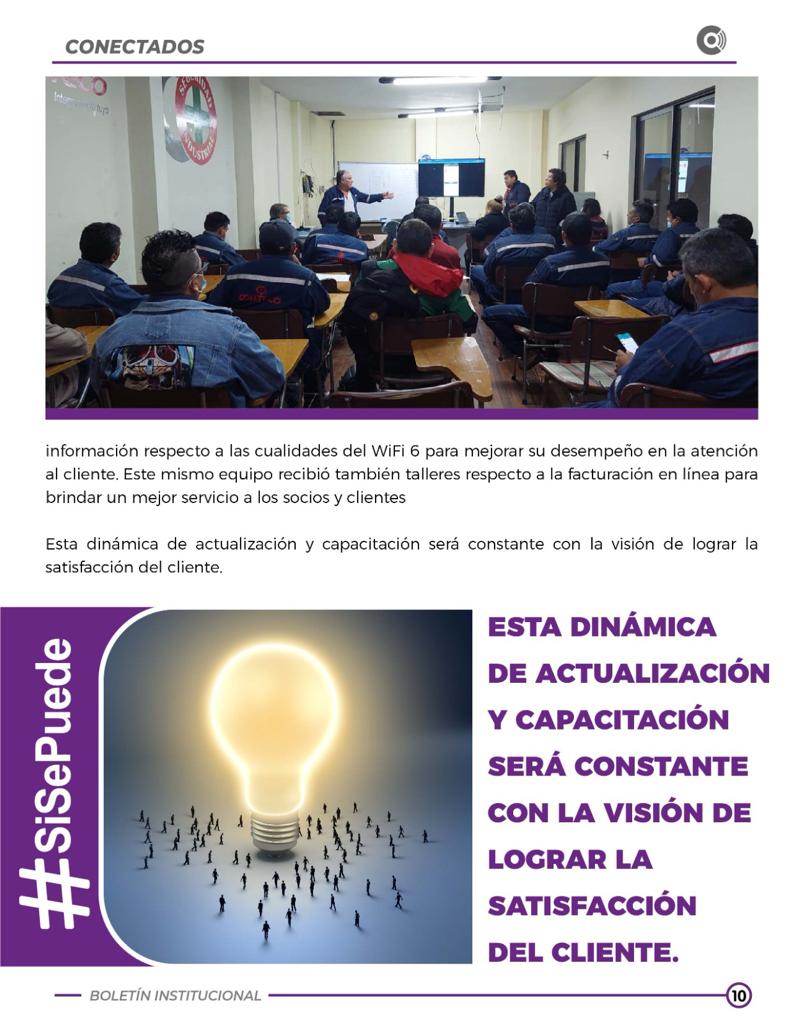 CONECTADOS
SEGURIDAD
INDUSTRIAL
información respecto a las cualidades del WiFi 6 para mejorar su desempeño en la atención
al cliente. Este mismo equipo recibió también talleres respecto a la facturación en línea para
brindar un mejor servicio a los socios y clientes
Esta dinámica de actualización y capacitación será constante con la visión de lograr la
satisfacción del cliente.
#SiSePuede
ESTA DINÁMICA
DE ACTUALIZACIÓN
Y CAPACITACIÓN
SERÁ CONSTANTE
CON LA VISIÓN DE
LOGRAR LA
SATISFACCIÓN
DEL CLIENTE.
BOLETÍN INSTITUCIONAL
10